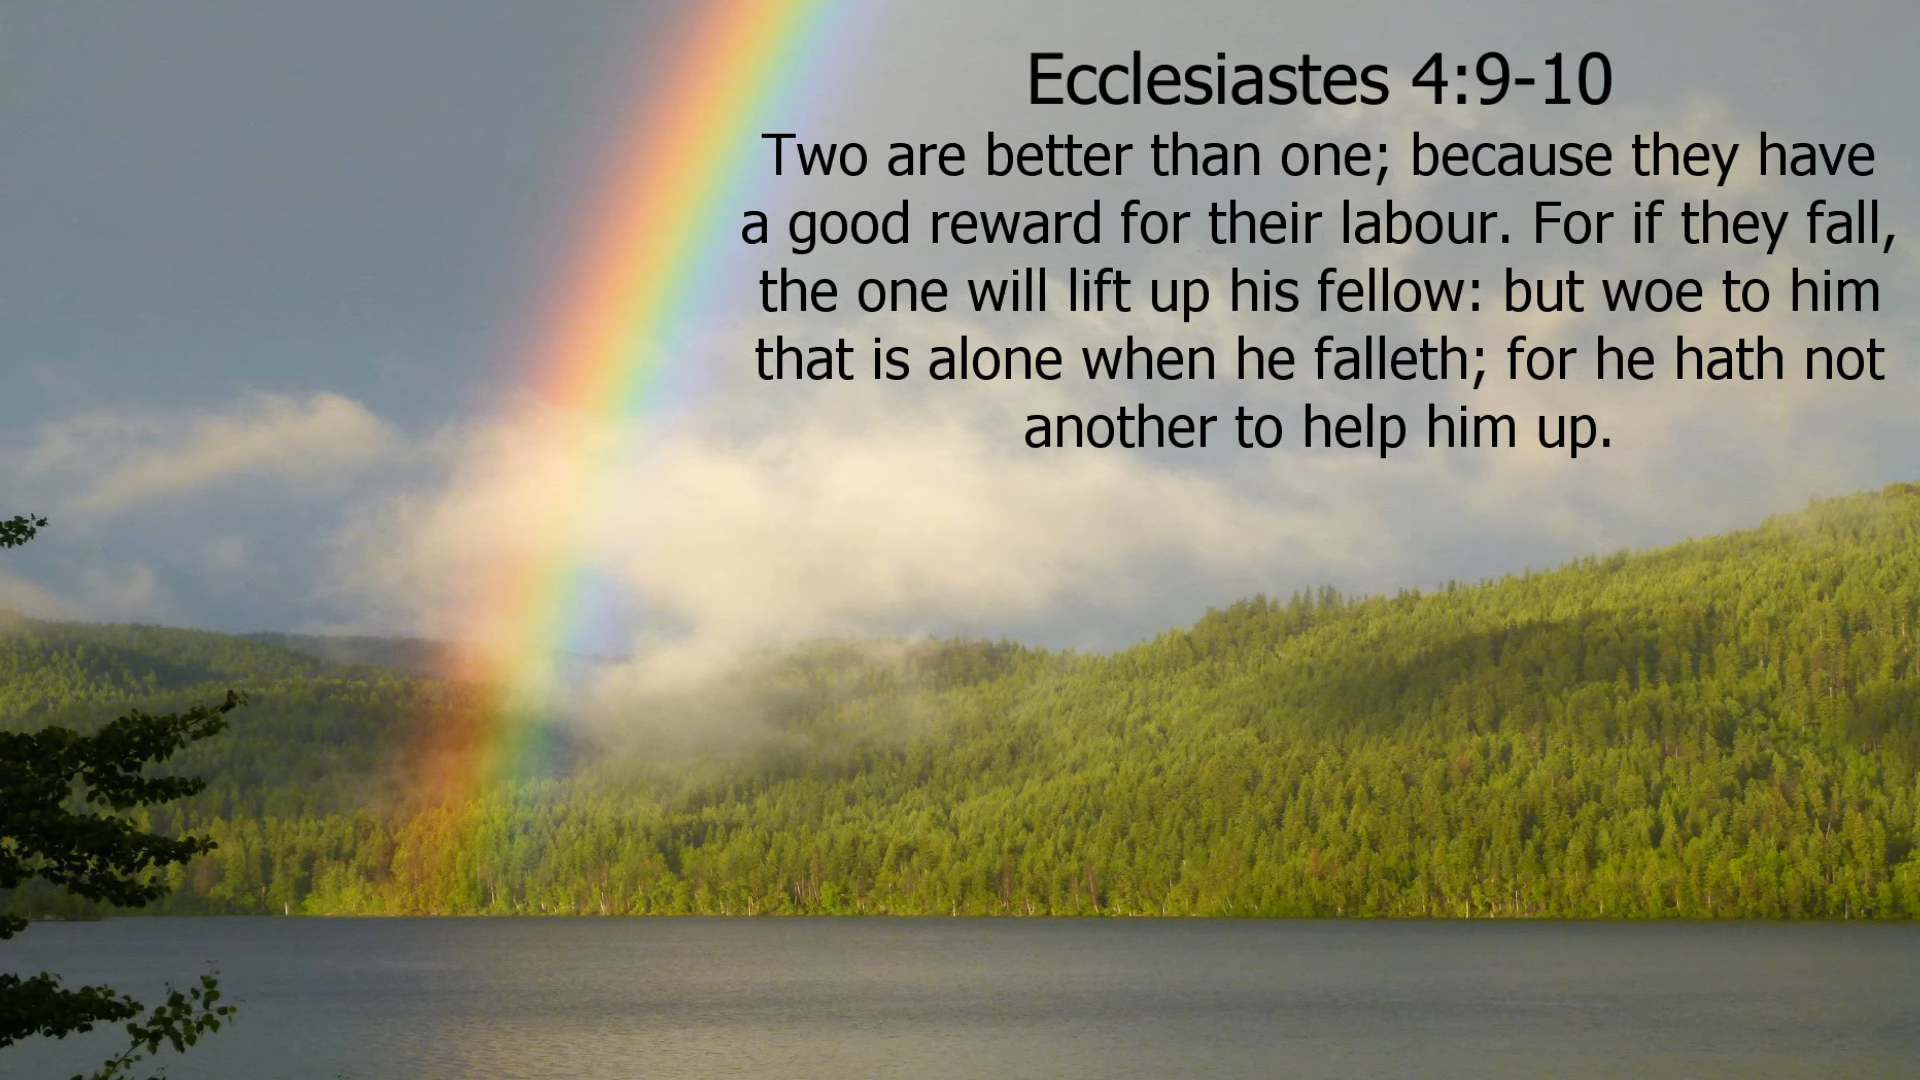 Ecclesiastes 4:9-10
Two are better than one; because they have
a good reward for their labour. For if they fall,
the one will lift up his fellow: but woe to him
that is alone when he falleth; for he hath not
another to help him up.